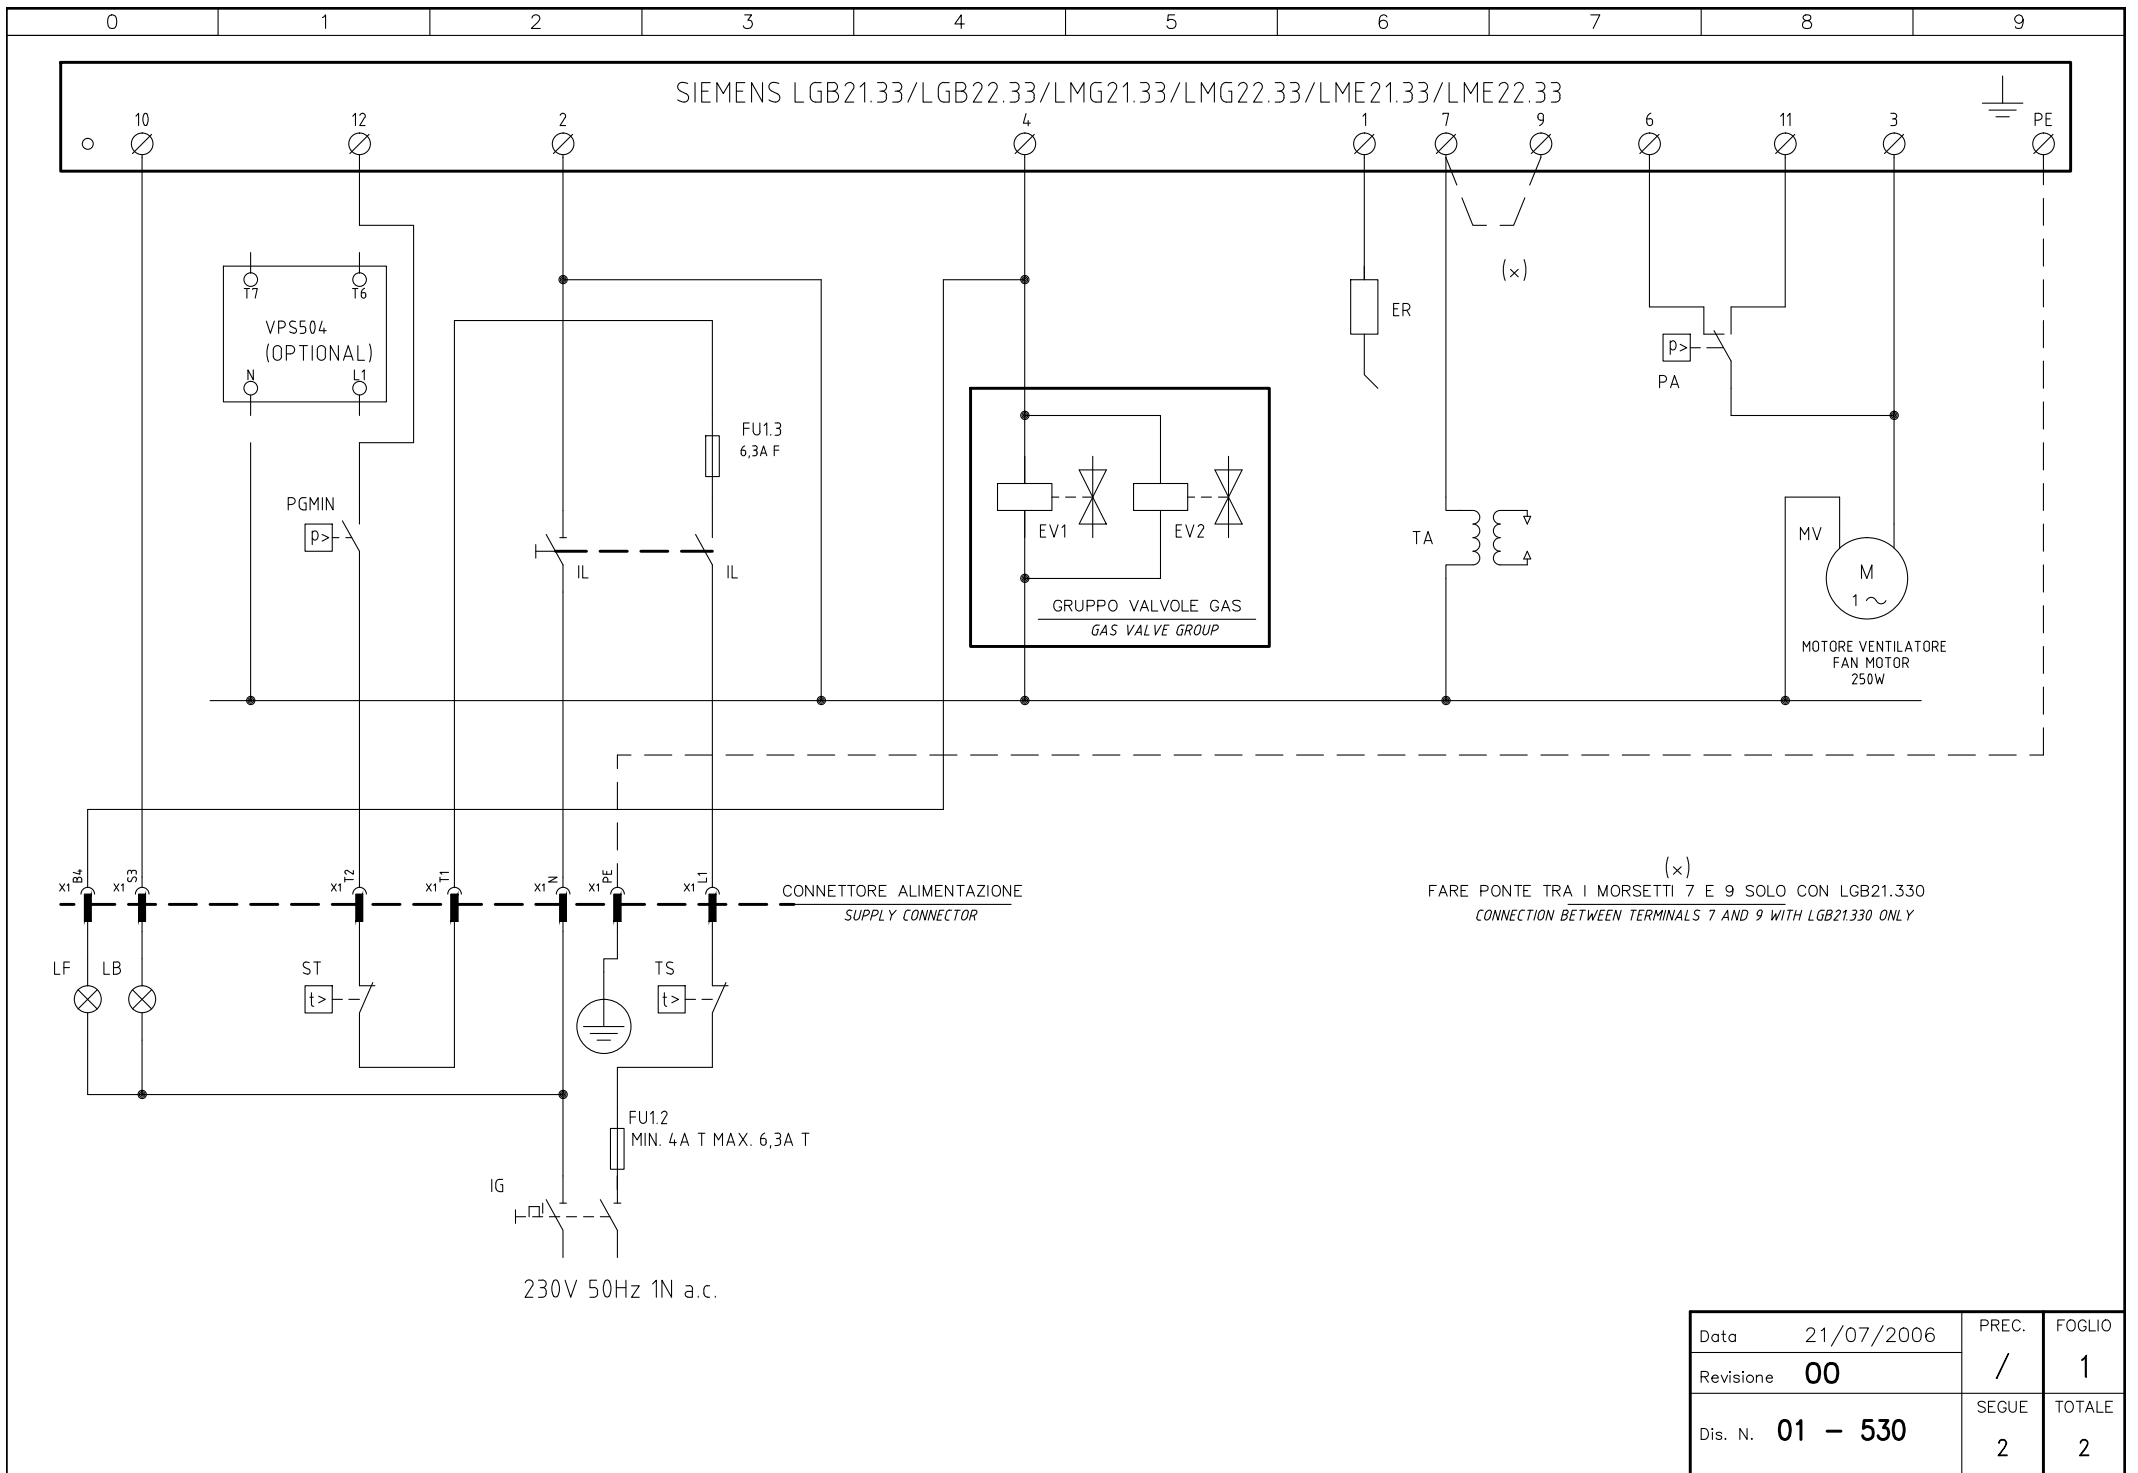 0 1 2 3 4 5 6 7 8 9
SIEMENS LGB21.33/LGB22.33/LMG21.33/LMG22.33/LME21.33/LME22.33
10 12 2 4 1 7 9 6 11 3 PE
T7 T6
(x)
VPS504
(OPTIONAL)
ER
N L1
p>
PA
FU1.3
6,3A F
PGMIN
p>
EV1 EV2
TA
MV
M
1
IL IL
GRUPPO VALVOLE GAS
GAS VALVE GROUP
MOTORE VENTILATORE
FAN MOTOR
250W
X1 B4 X1 S3 X1 T2 X1 T1 X1 N X1 PE X1 L1
CONNETTORE ALIMENTAZIONE
SUPPLY CONNECTOR
(x)
FARE PONTE TRA I MORSETTI 7 E 9 SOLO CON LGB21.330
CONNECTION BETWEEN TERMINALS 7 AND 9 WITH LGB21.330 ONLY
LF LB ST TS
t> t>
FU1.2
MIN. 4A T MAX. 6,3A T
IG
230V 50Hz 1N a.c.
Data 21/07/2006 PREC. FOGLIO
Revisione 00 / 1
SEGUE TOTALE
Dis. N. 01 - 530 2 2